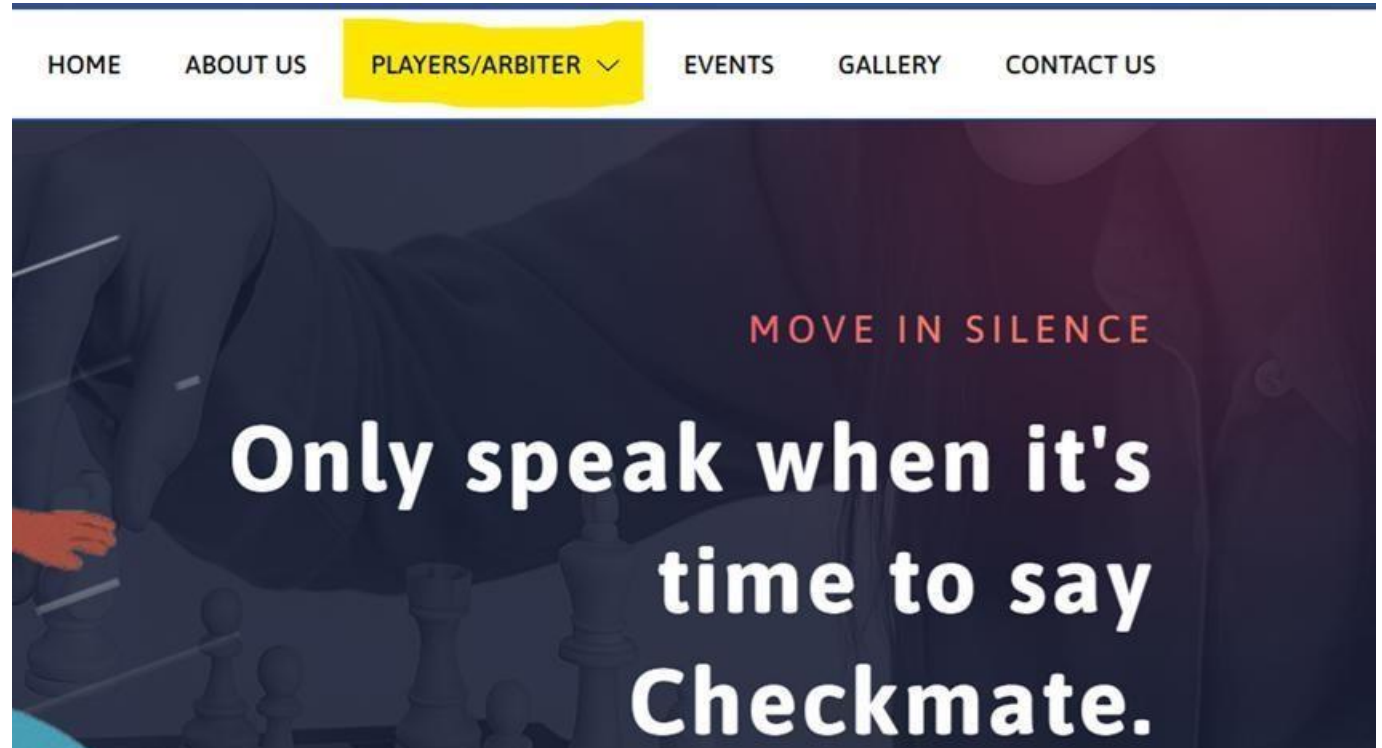 HOME ABOUT US PLAYERS/ARBITER EVENTS GALLERY CONTACT US
MOVE IN SILENCE
Only speak when it's
time to say
Checkmate.